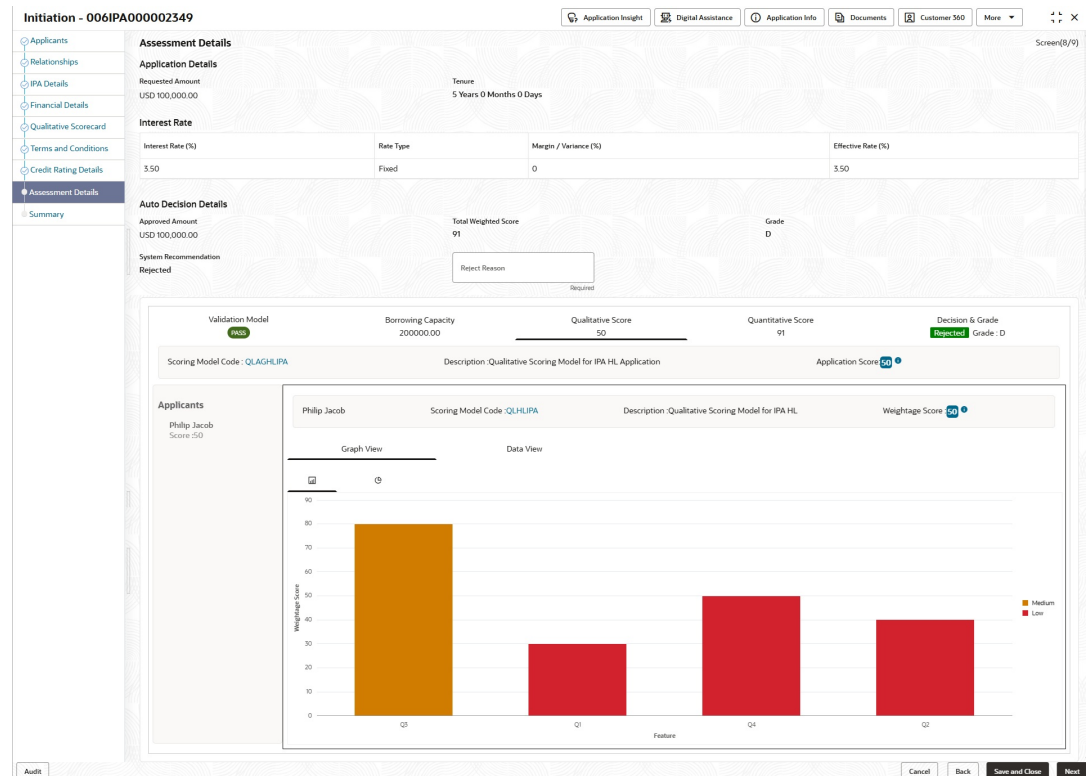 Initiation - 006IPA000002349
Application Insight
Digital Assistance
Application Info
Documents
Customer 360
More
Applicants
Relationships
IPA Details
Financial Details
Qualitative Scorecard
Terms and Conditions
Credit Rating Details
Assessment Details
Summary
Assessment Details
Screen(8/9)
Application Details
Requested Amount Tenure
USD 100,000.00 5 Years 0 Months 0 Days
Interest Rate
Interest Rate (%) Rate Type Margin / Variance (%) Effective Rate (%)
3.50 Fixed 0 3.50
Auto Decision Details
Approved Amount Total Weighted Score Grade
USD 100,000.00 91 D
System Recommendation
Rejected
Reject Reason
Required
Validation Model Borrowing Capacity Qualitative Score Quantitative Score Decision & Grade
PASS 200000.00 50 91 Rejected Grade : D
Scoring Model Code : QLAGHLIPA Description :Qualitative Scoring Model for IPA HL Application Application Score: 50
Applicants
Philip Jacob
Score :50
Philip Jacob Scoring Model Code :QLHLIPA Description :Qualitative Scoring Model for IPA HL Weightage Score : 50
Graph View Data View
90
80
70
60
50
40
30
20
10
0
Weightage Score
Q3 Q1 Q4 Q2
Feature
Medium
Low
Audit
Cancel
Back
Save and Close
Next